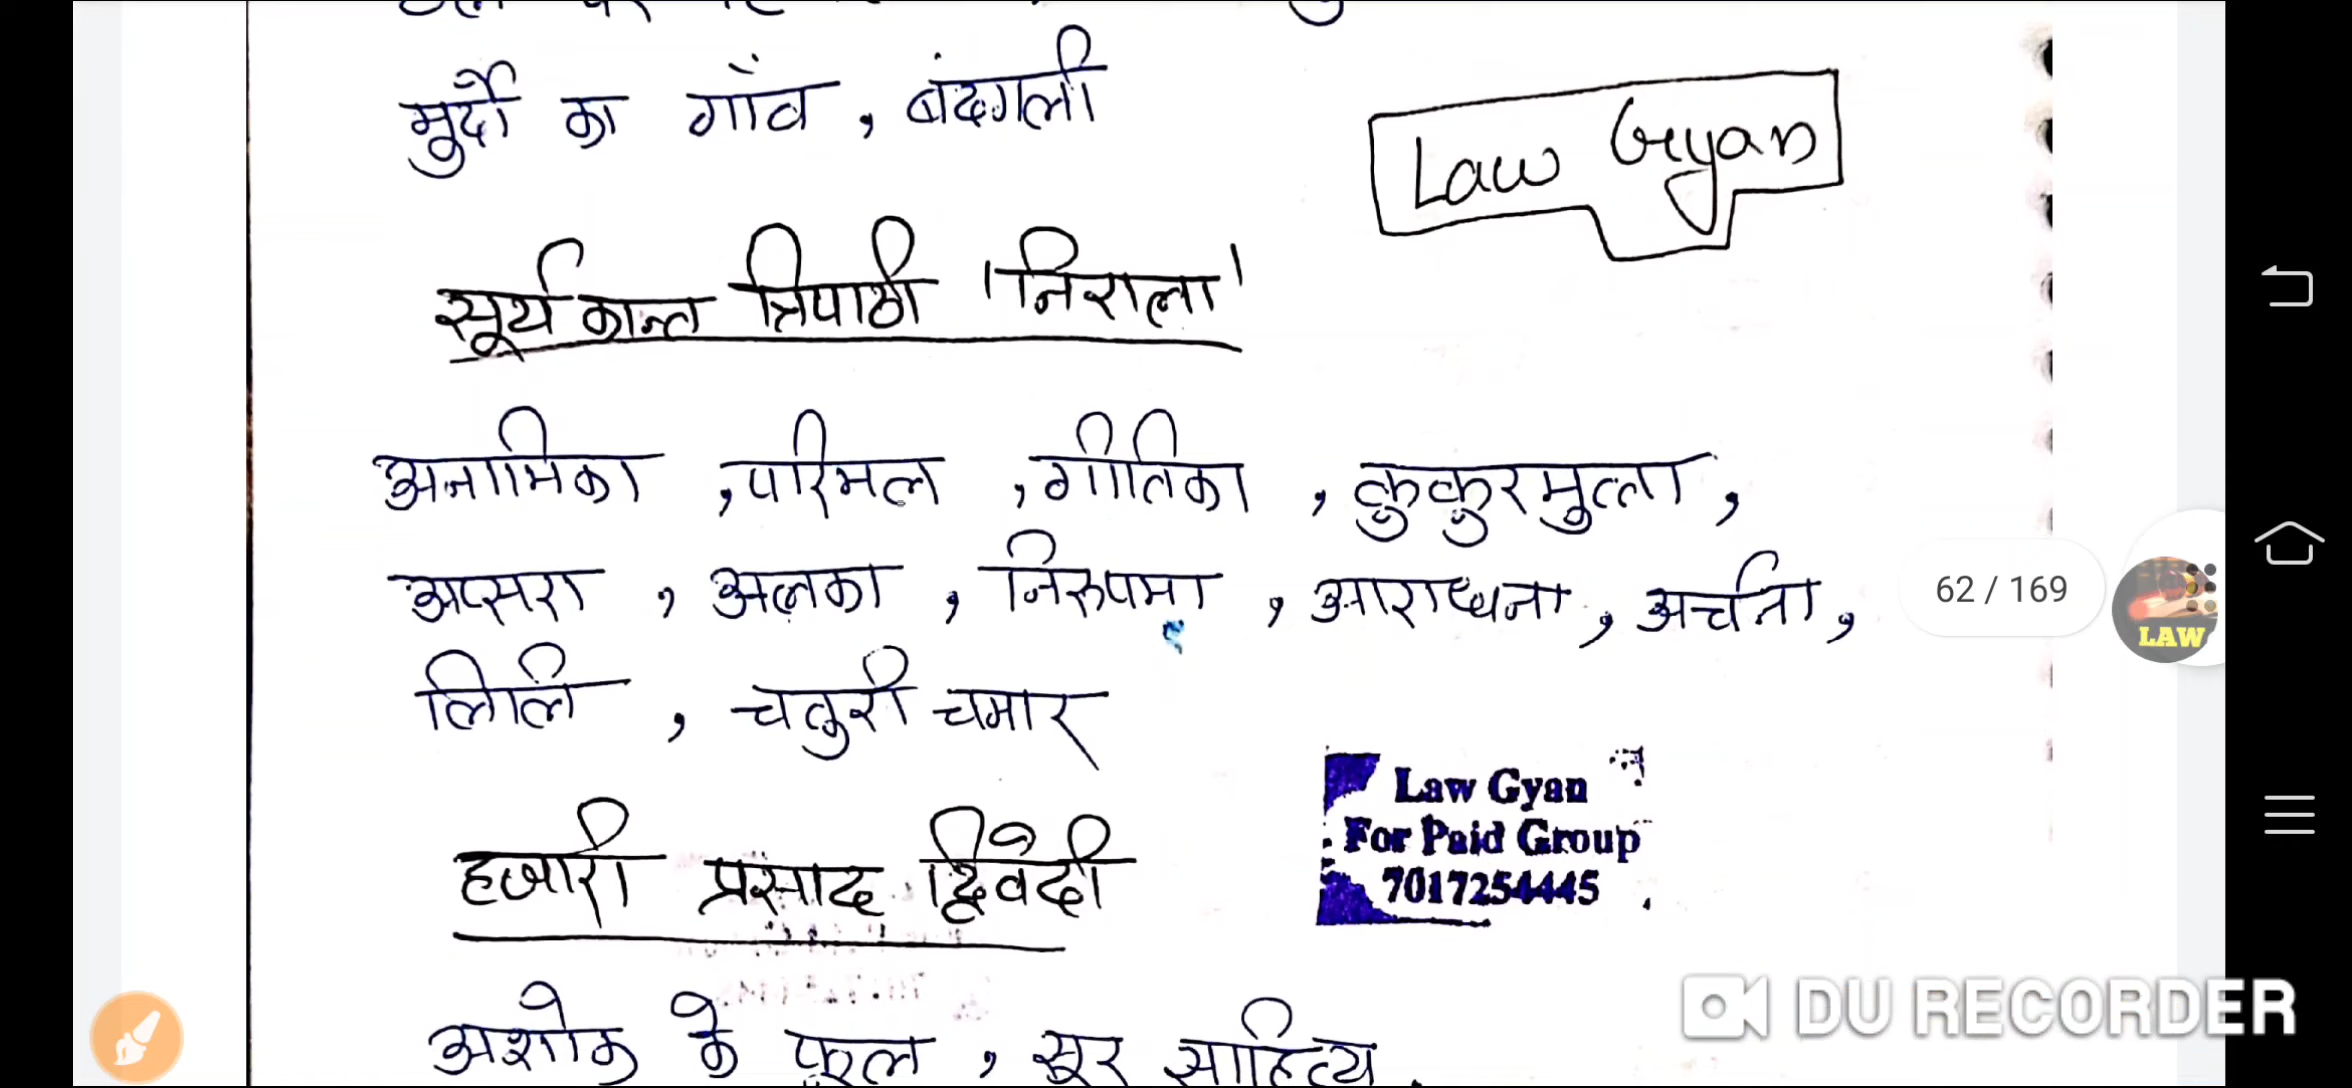 मुर्दों का गाँव , बंदगली
Law Gyan
सूर्यकान्त त्रिपाठी 'निराला'
अनामिका , परिमल , गीतिका , कुकुरमुत्ता ,
अप्सरा , अलका , निरुपमा , आराधना , अर्चना ,
62 / 169
LAW
लिलि , चतुरी चमार
Law Gyan
For Paid Group
7017254445
हजारी प्रसाद द्विवेदी
अशोक के फूल , सूर साहित्य
DU RECORDER